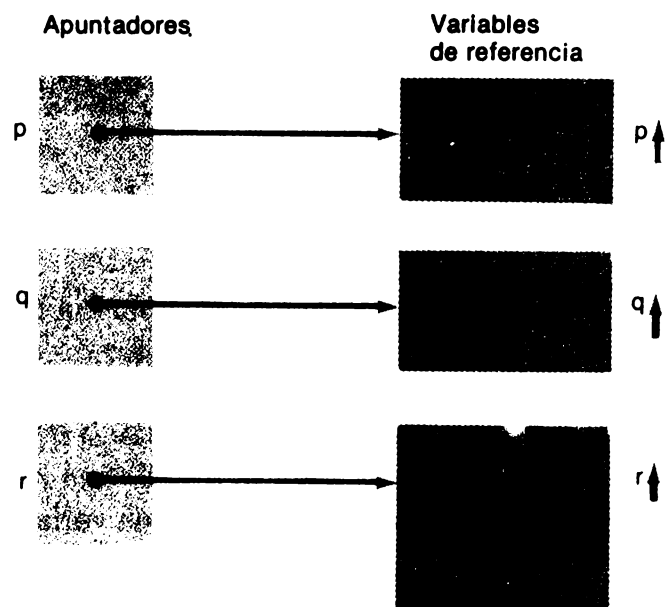 Apuntadores
Variables
de referencia
p
p↑
q
q↑
r
r↑